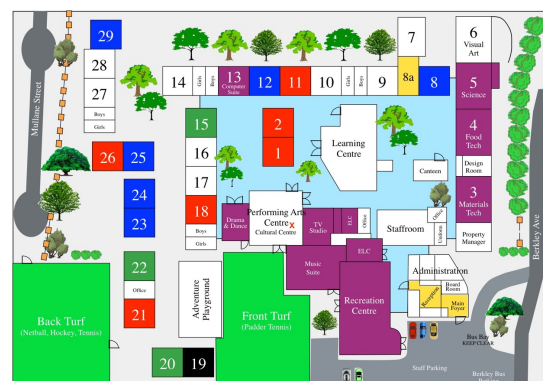 29
28
27
Boys
Girls
Mullane Street
14
Girls
Boys
13
Computer
Suite
12
11
10
Girls
Boys
9
7
8a
8
6
Visual
Art
5
Science
4
Food
Tech
Design
Room
3
Materials
Tech
Property
Manager
15
16
17
18
Boys
Girls
2
1
Learning
Centre
Canteen
26
25
24
23
22
Office
21
Drama
& Dance
Performing Arts
Centre
X
Cultural Centre
TV
Studio
ELC
Office
Staffroom
Office
Uniform
Music
Suite
ELC
Recreation
Centre
Administration
Reception
Board
Room
Main
Foyer
Adventure
Playground
Back Turf
(Netball, Hockey, Tennis)
Front Turf
(Padder Tennis)
20
19
Bus Bay
KEEP CLEAR
Staff Parking
Berkley Bus
Berkley Ave